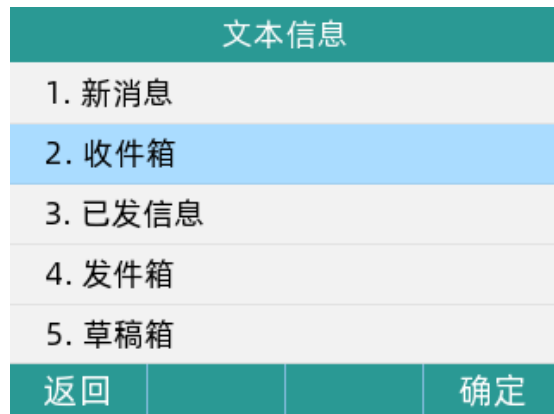 文本信息
1. 新消息
2. 收件箱
3. 已发信息
4. 发件箱
5. 草稿箱
返回 确定